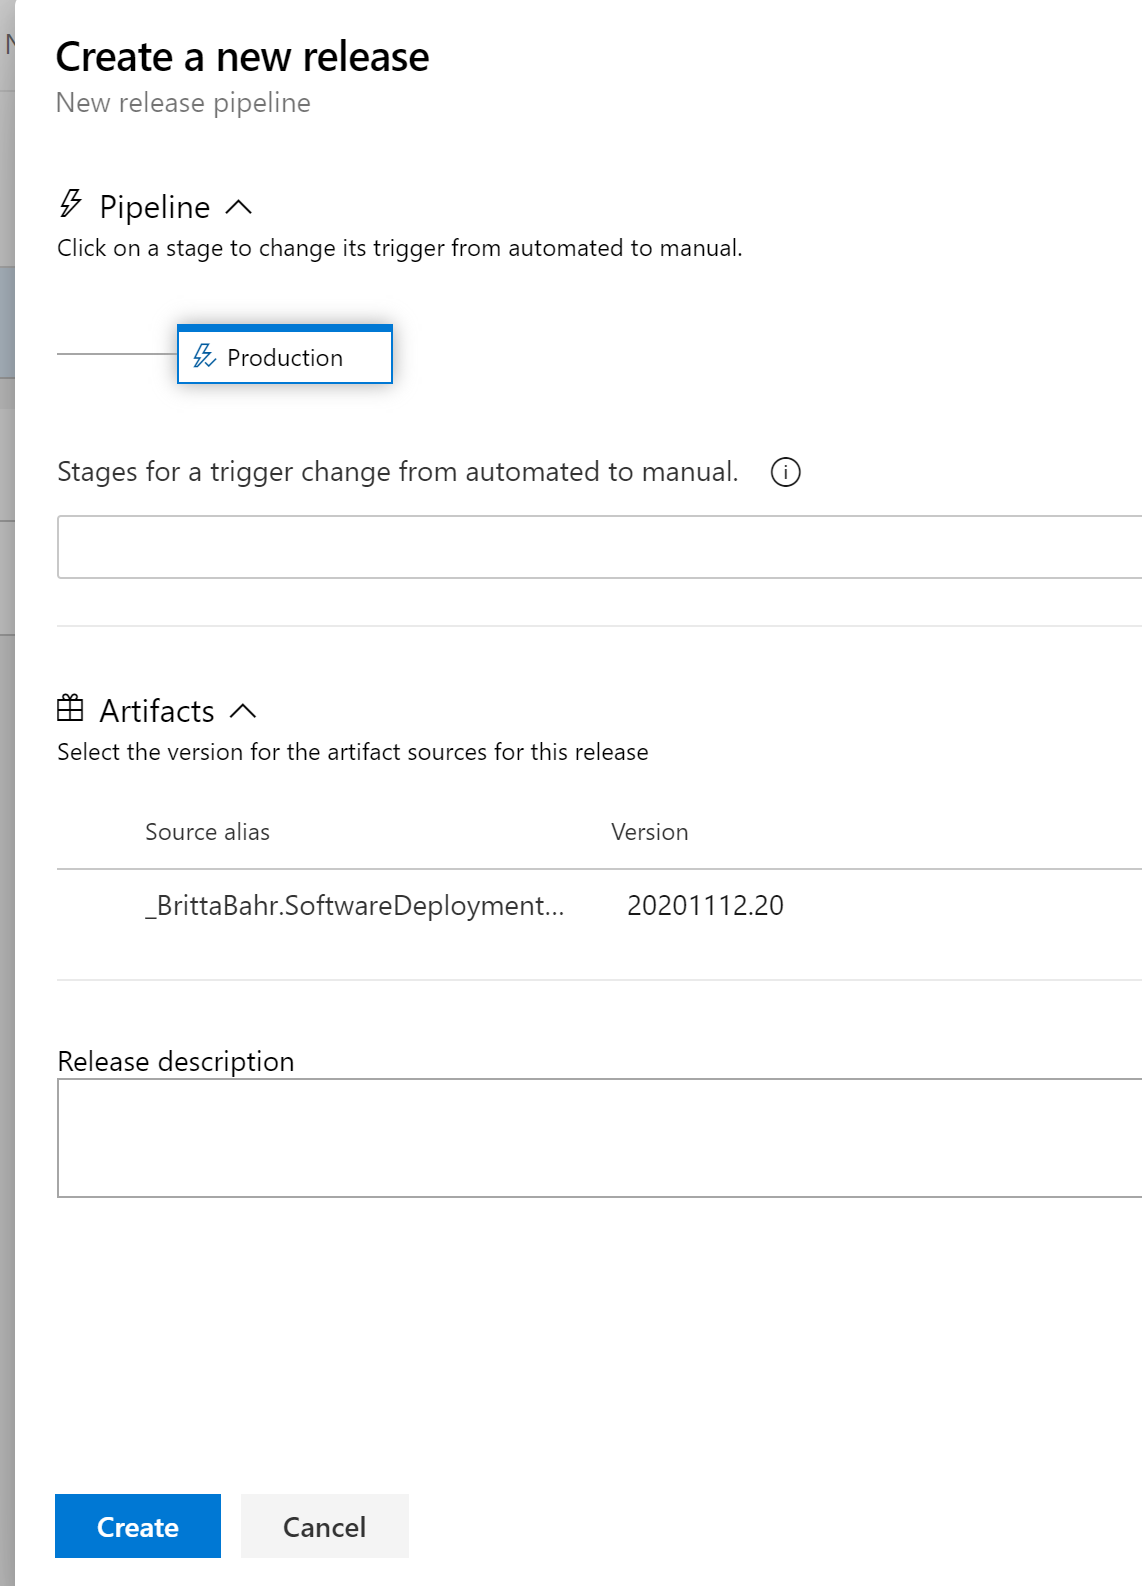 Create a new release
New release pipeline
Pipeline
Click on a stage to change its trigger from automated to manual.
Production
Stages for a trigger change from automated to manual.
Artifacts
Select the version for the artifact sources for this release
Source alias Version
_BrittaBahr.SoftwareDeployment... 20201112.20
Release description
Create Cancel